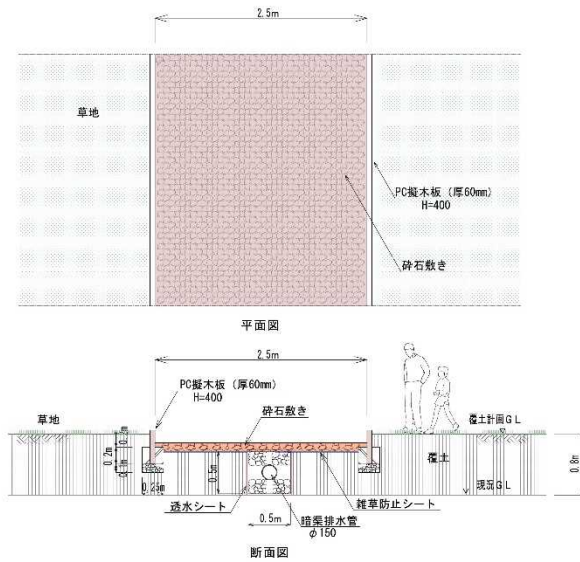 2.5m
草地
PC擬木板（厚60mm）
H=400
砕石敷き
平面図
2.5m
PC擬木板（厚60mm）
H=400
草地
砕石敷き
覆土計画GL
0.2m
0.1m
0.5m
覆土
0.8m
0.25m
現況GL
透水シート
0.5m
暗渠排水管
φ150
雑草防止シート
断面図